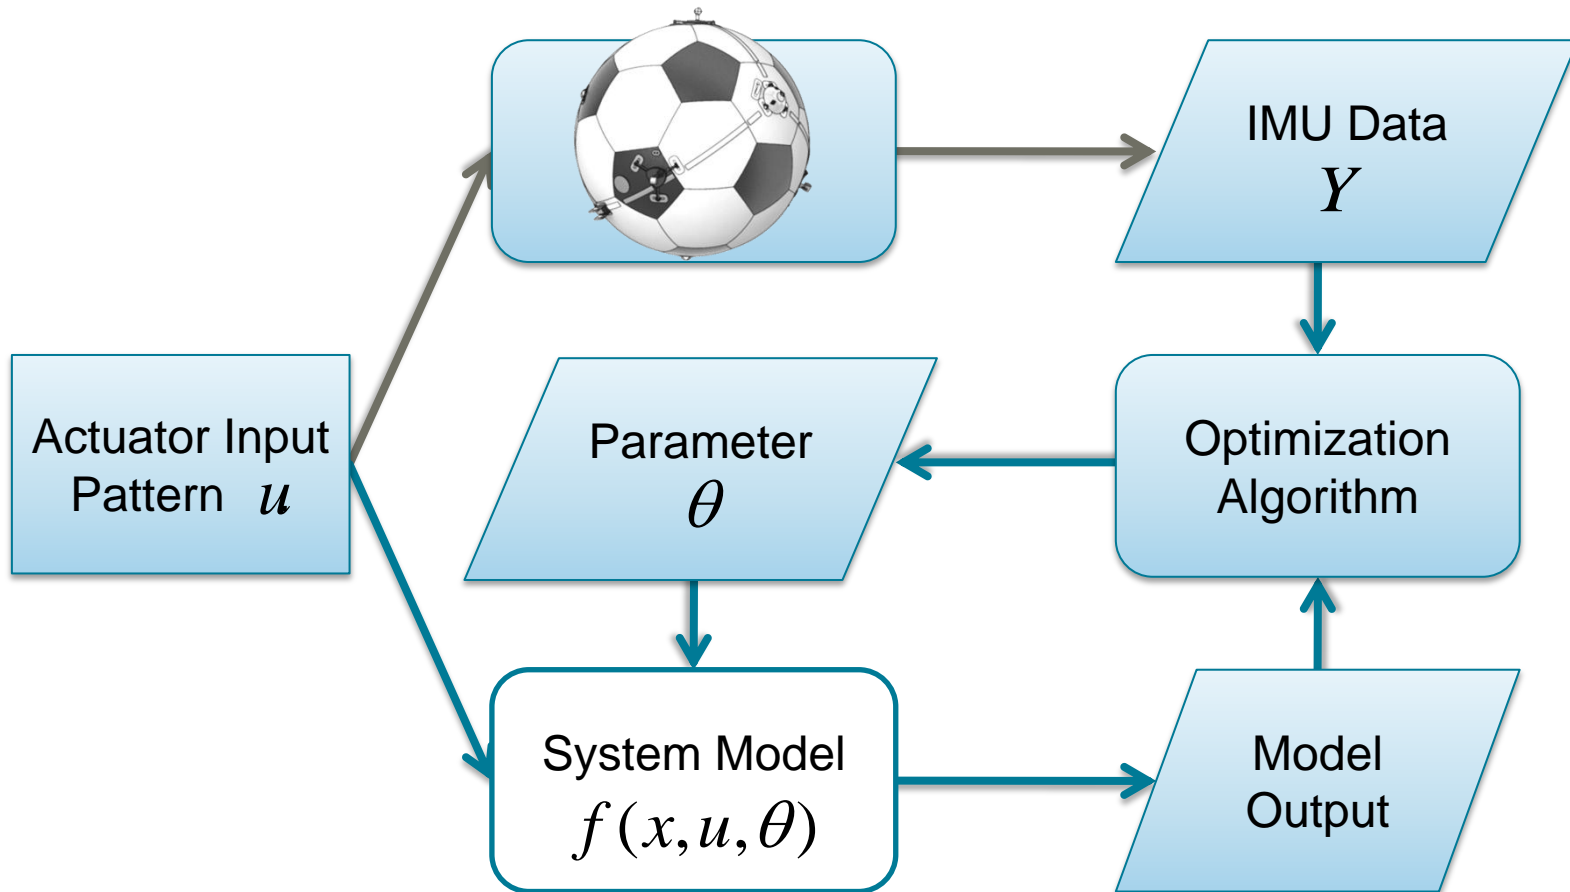 IMU Data
Y
Actuator Input
Pattern u
Parameter
θ
Optimization
Algorithm
System Model
f(x,u,θ)
Model
Output